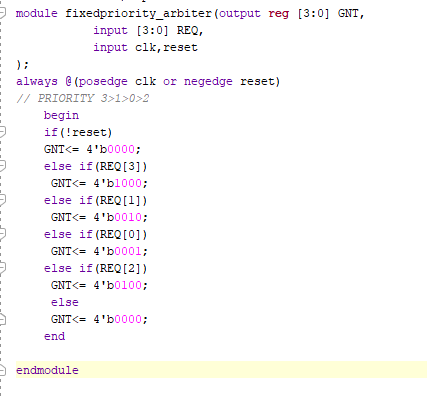 module fixedpriority_arbiter(output reg [3:0] GNT,
input [3:0] REQ,
input clk,reset
);
always @(posedge clk or negedge reset)
// PRIORITY 3>1>0>2
begin
if(!reset)
GNT<= 4'b0000;
else if(REQ[3])
GNT<= 4'b1000;
else if(REQ[1])
GNT<= 4'b0010;
else if(REQ[0])
GNT<= 4'b0001;
else if(REQ[2])
GNT<= 4'b0100;
else
GNT<= 4'b0000;
end
endmodule